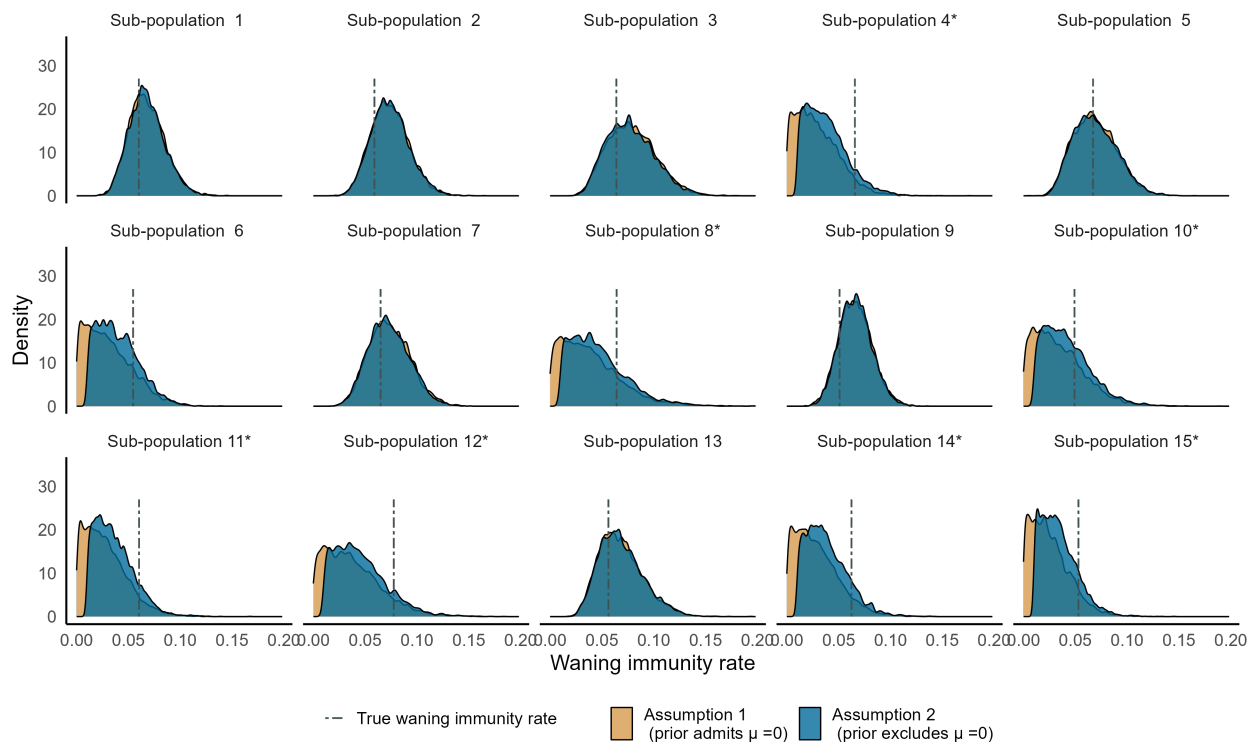 Sub-population  1
Sub-population  2
Sub-population  3
Sub-population 4*
Sub-population  5
30
20
10
0
Sub-population  6
Sub-population  7
Sub-population 8*
Sub-population 9
Sub-population 10*
Density
30
20
10
0
Sub-population 11*
Sub-population 12*
Sub-population 13
Sub-population 14*
Sub-population 15*
30
20
10
0
0.00 0.05 0.10 0.15 0.20
0.00 0.05 0.10 0.15 0.20
0.00 0.05 0.10 0.15 0.20
0.00 0.05 0.10 0.15 0.20
0.00 0.05 0.10 0.15 0.20
Waning immunity rate
True waning immunity rate
Assumption 1
(prior admits μ =0)
Assumption 2
(prior excludes μ =0)